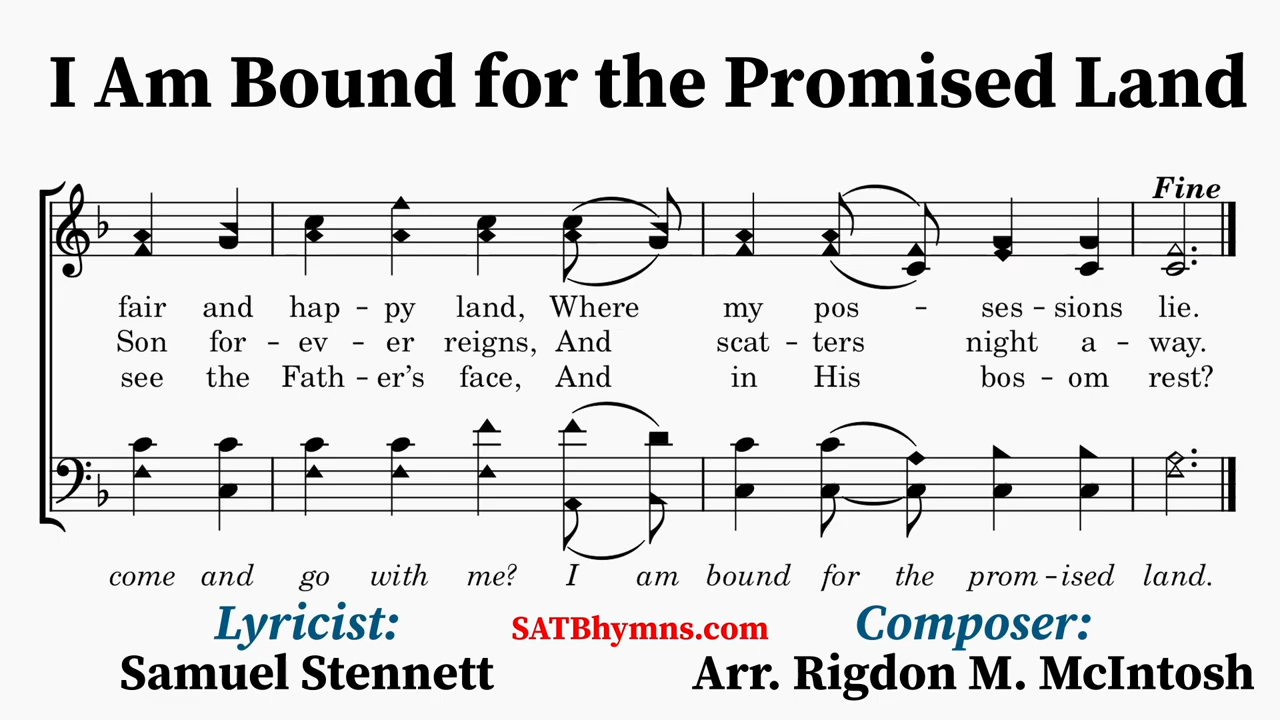 I Am Bound for the Promised Land
Fine
fair and hap - py land, Where my pos - ses - sions lie.
Son for - ev - er reigns, And scat - ters night a - way.
see the Fath - er's face, And in His bos - om rest?
come and go with me? I am bound for the prom - ised land.
Lyricist: SATBhymns.com Composer:
Samuel Stennett Arr. Rigdon M. McIntosh